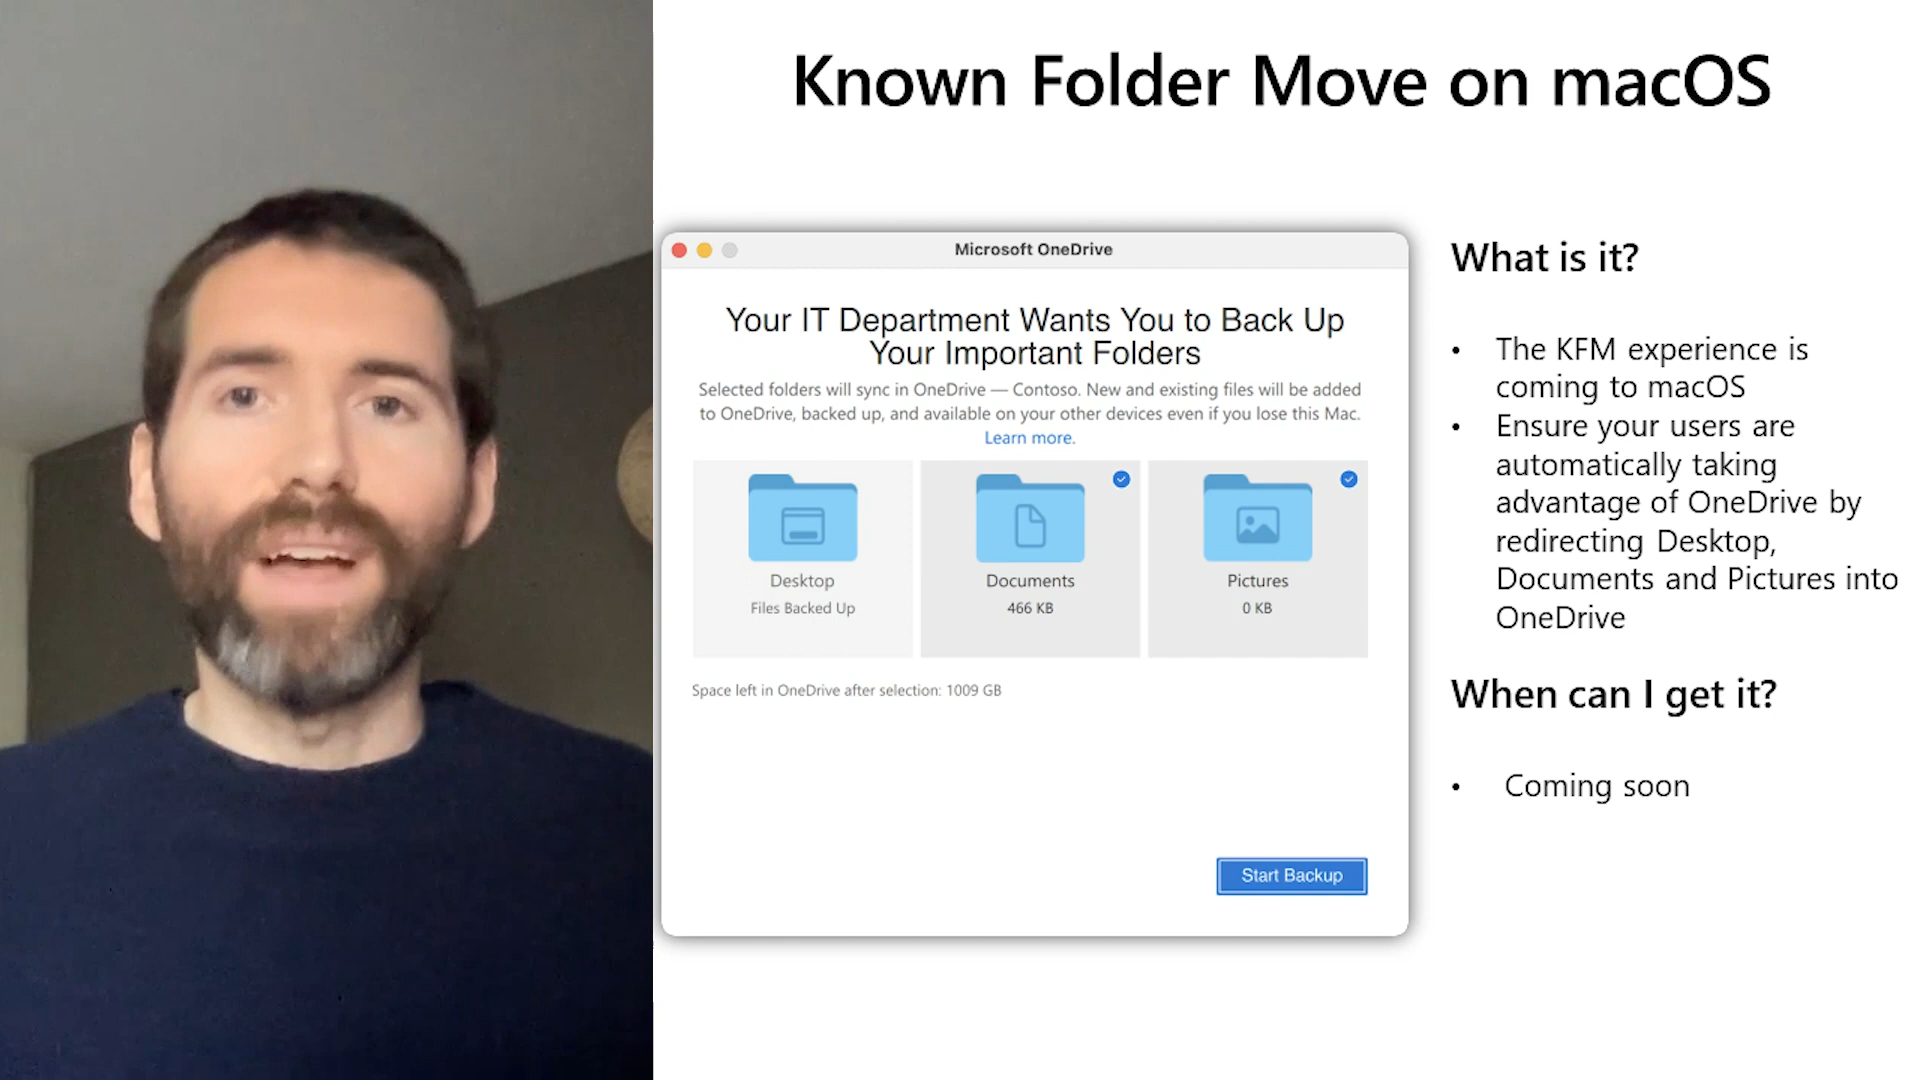 Known Folder Move on macOS
Microsoft OneDrive
Your IT Department Wants You to Back Up
Your Important Folders
Selected folders will sync in OneDrive — Contoso. New and existing files will be added
to OneDrive, backed up, and available on your other devices even if you lose this Mac.
Learn more.
Desktop
Files Backed Up
Documents
466 KB
Pictures
0 KB
Space left in OneDrive after selection: 1009 GB
Start Backup
What is it?
• The KFM experience is
coming to macOS
• Ensure your users are
automatically taking
advantage of OneDrive by
redirecting Desktop,
Documents and Pictures into
OneDrive
When can I get it?
• Coming soon